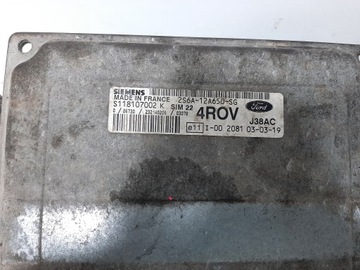 SIEMENS
MADE IN FRANCE 2S6A-12A650-SG
S118107002 K SIM 22 Ford
4ROV J38AC
e11 I-00 2081 03-03-19